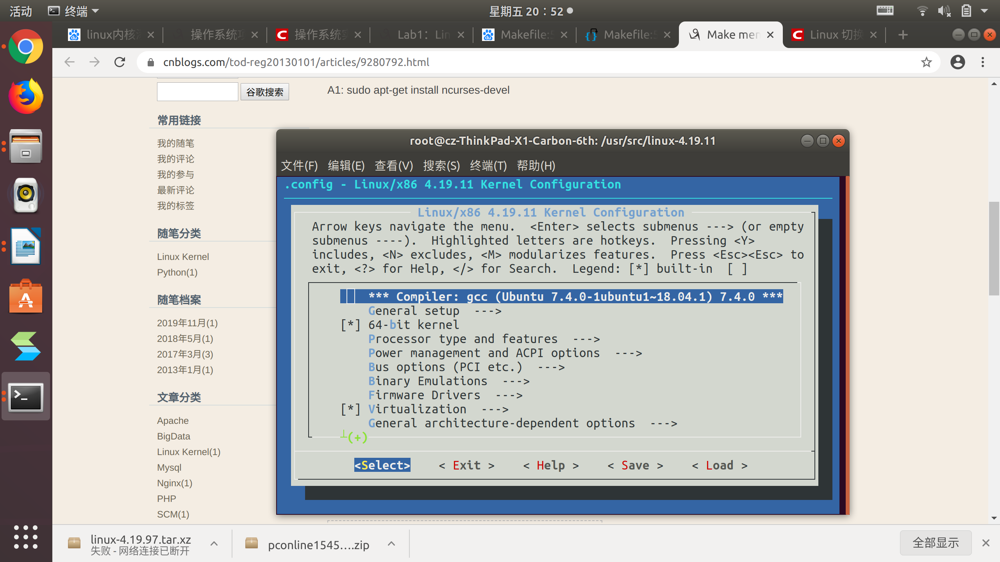 活动 终端 星期五 20：52
linux内核 操作系统项 操作系统实 Lab1：Lin Makefile:5 Makefile:5 Make men Linux 切换
cnblogs.com/tod-reg20130101/articles/9280792.html
谷歌搜索
A1: sudo apt-get install ncurses-devel
常用链接
我的随笔
我的评论
我的参与
最新评论
我的标签
随笔分类
Linux Kernel
Python(1)
随笔档案
2019年11月(1)
2018年5月(1)
2017年3月(3)
2013年1月(1)
文章分类
Apache
BigData
Linux Kernel(1)
Mysql
Nginx(1)
PHP
SCM(1)
root@cz-ThinkPad-X1-Carbon-6th: /usr/src/linux-4.19.11
文件(F) 编辑(E) 查看(V) 搜索(S) 终端(T) 帮助(H)
.config - Linux/x86 4.19.11 Kernel Configuration
Linux/x86 4.19.11 Kernel Configuration
Arrow keys navigate the menu.  <Enter> selects submenus ---> (or empty
submenus ----).  Highlighted letters are hotkeys.  Pressing <Y>
includes, <N> excludes, <M> modularizes features.  Press <Esc><Esc> to
exit, <?> for Help, </> for Search.  Legend: [*] built-in  [ ]
*** Compiler: gcc (Ubuntu 7.4.0-1ubuntu1~18.04.1) 7.4.0 ***
General setup  --->
[*] 64-bit kernel
Processor type and features  --->
Power management and ACPI options  --->
Bus options (PCI etc.)  --->
Binary Emulations  --->
Firmware Drivers  --->
[*] Virtualization  --->
General architecture-dependent options  --->
(+)
<Select> < Exit > < Help > < Save > < Load >
linux-4.19.97.tar.xz
失败 - 网络连接已断开
pconline1545....zip
全部显示